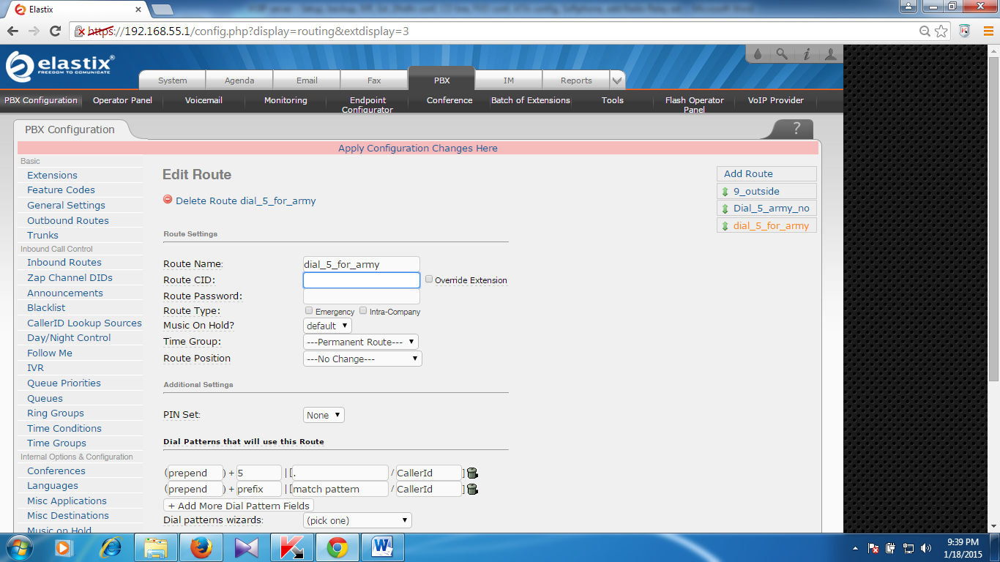 Elastix
https://192.168.55.1/config.php?display=routing&extdisplay=3
elastix®
FREEDOM TO COMMUNICATE
System Agenda Email Fax PBX IM Reports
PBX Configuration Operator Panel Voicemail Monitoring Endpoint Configurator Conference Batch of Extensions Tools Flash Operator Panel VoIP Provider
PBX Configuration
?
Apply Configuration Changes Here
Basic
Extensions
Feature Codes
General Settings
Outbound Routes
Trunks
Inbound Call Control
Inbound Routes
Zap Channel DIDs
Announcements
Blacklist
CallerID Lookup Sources
Day/Night Control
Follow Me
IVR
Queue Priorities
Queues
Ring Groups
Time Conditions
Time Groups
Internal Options & Configuration
Conferences
Languages
Misc Applications
Misc Destinations
Music on Hold
Edit Route
Delete Route dial_5_for_army
Route Settings
Route Name: dial_5_for_army
Route CID: Override Extension
Route Password:
Route Type: Emergency Intra-Company
Music On Hold? default
Time Group: ---Permanent Route---
Route Position ---No Change---
Additional Settings
PIN Set: None
Dial Patterns that will use this Route
(prepend) + 5 | [. / CallerId ]
(prepend) + prefix | [match pattern / CallerId ]
+ Add More Dial Pattern Fields
Dial patterns wizards: (pick one)
Add Route
9_outside
Dial_5_army_no
dial_5_for_army
9:39 PM
1/18/2015